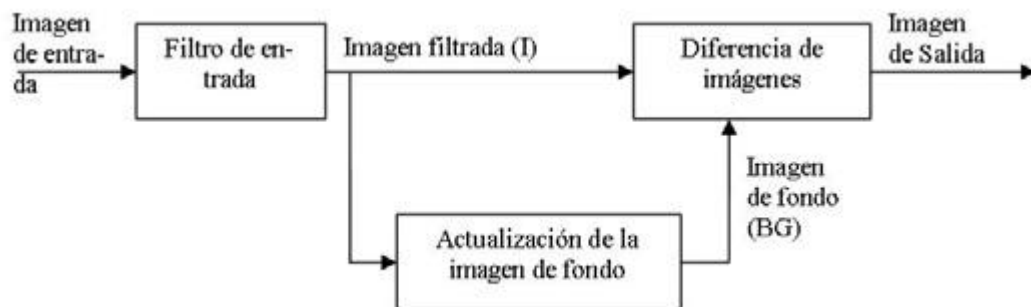 Imagen
de entra-
da
Filtro de en-
trada
Imagen filtrada (I)
Diferencia de
imágenes
Imagen
de Salida
Imagen
de fondo
(BG)
Actualización de la
imagen de fondo